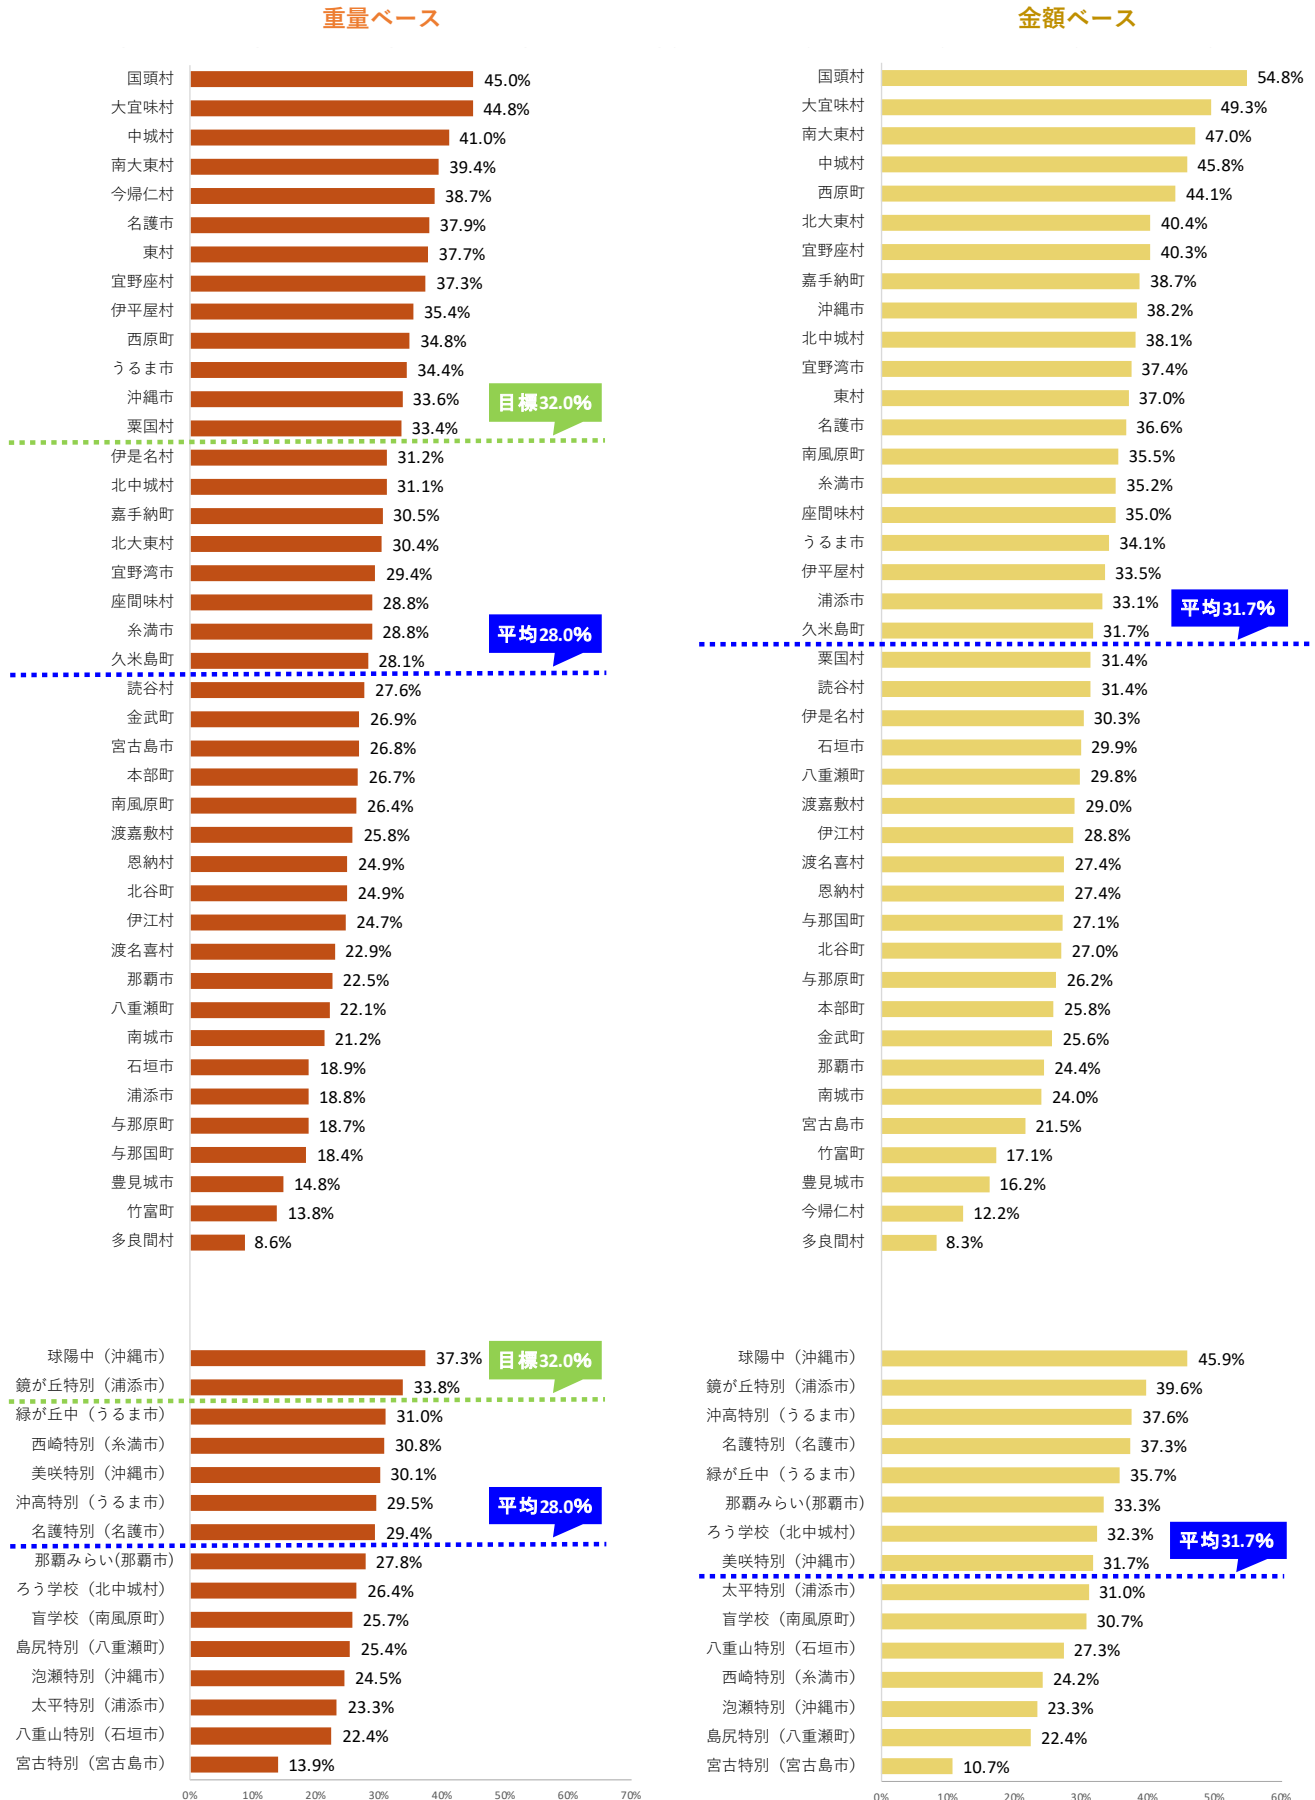 重量ベース
国頭村 45.0%
大宜味村 44.8%
中城村 41.0%
南大東村 39.4%
今帰仁村 38.7%
名護市 37.9%
東村 37.7%
宜野座村 37.3%
伊平屋村 35.4%
西原町 34.8%
うるま市 34.4%
沖縄市 33.6%
目標32.0%
粟国村 33.4%
伊是名村 31.2%
北中城村 31.1%
嘉手納町 30.5%
北大東村 30.4%
宜野湾市 29.4%
座間味村 28.8%
糸満市 28.8%
平均28.0%
久米島町 28.1%
読谷村 27.6%
金武町 26.9%
宮古島市 26.8%
本部町 26.7%
南風原町 26.4%
渡嘉敷村 25.8%
恩納村 24.9%
北谷町 24.9%
伊江村 24.7%
渡名喜村 22.9%
那覇市 22.5%
八重瀬町 22.1%
南城市 21.2%
石垣市 18.9%
浦添市 18.8%
与那原町 18.7%
与那国町 18.4%
豊見城市 14.8%
竹富町 13.8%
多良間村 8.6%
球陽中（沖縄市） 37.3%
目標32.0%
鏡が丘特別（浦添市） 33.8%
緑が丘中（うるま市） 31.0%
西崎特別（糸満市） 30.8%
美咲特別（沖縄市） 30.1%
沖高特別（うるま市） 29.5%
平均28.0%
名護特別（名護市） 29.4%
那覇みらい(那覇市) 27.8%
ろう学校（北中城村） 26.4%
盲学校（南風原町） 25.7%
島尻特別（八重瀬町） 25.4%
泡瀬特別（沖縄市） 24.5%
太平特別（浦添市） 23.3%
八重山特別（石垣市） 22.4%
宮古特別（宮古島市） 13.9%
0% 10% 20% 30% 40% 50% 60% 70%
金額ベース
国頭村 54.8%
大宜味村 49.3%
南大東村 47.0%
中城村 45.8%
西原町 44.1%
北大東村 40.4%
宜野座村 40.3%
嘉手納町 38.7%
沖縄市 38.2%
北中城村 38.1%
宜野湾市 37.4%
東村 37.0%
名護市 36.6%
南風原町 35.5%
糸満市 35.2%
座間味村 35.0%
うるま市 34.1%
伊平屋村 33.5%
浦添市 33.1%
平均31.7%
久米島町 31.7%
粟国村 31.4%
読谷村 31.4%
伊是名村 30.3%
石垣市 29.9%
八重瀬町 29.8%
渡嘉敷村 29.0%
伊江村 28.8%
渡名喜村 27.4%
恩納村 27.4%
与那国町 27.1%
北谷町 27.0%
与那原町 26.2%
本部町 25.8%
金武町 25.6%
那覇市 24.4%
南城市 24.0%
宮古島市 21.5%
竹富町 17.1%
豊見城市 16.2%
今帰仁村 12.2%
多良間村 8.3%
球陽中（沖縄市） 45.9%
鏡が丘特別（浦添市） 39.6%
沖高特別（うるま市） 37.6%
名護特別（名護市） 37.3%
緑が丘中（うるま市） 35.7%
那覇みらい(那覇市) 33.3%
ろう学校（北中城村） 32.3%
平均31.7%
美咲特別（沖縄市） 31.7%
太平特別（浦添市） 31.0%
盲学校（南風原町） 30.7%
八重山特別（石垣市） 27.3%
西崎特別（糸満市） 24.2%
泡瀬特別（沖縄市） 23.3%
島尻特別（八重瀬町） 22.4%
宮古特別（宮古島市） 10.7%
0% 10% 20% 30% 40% 50% 60%